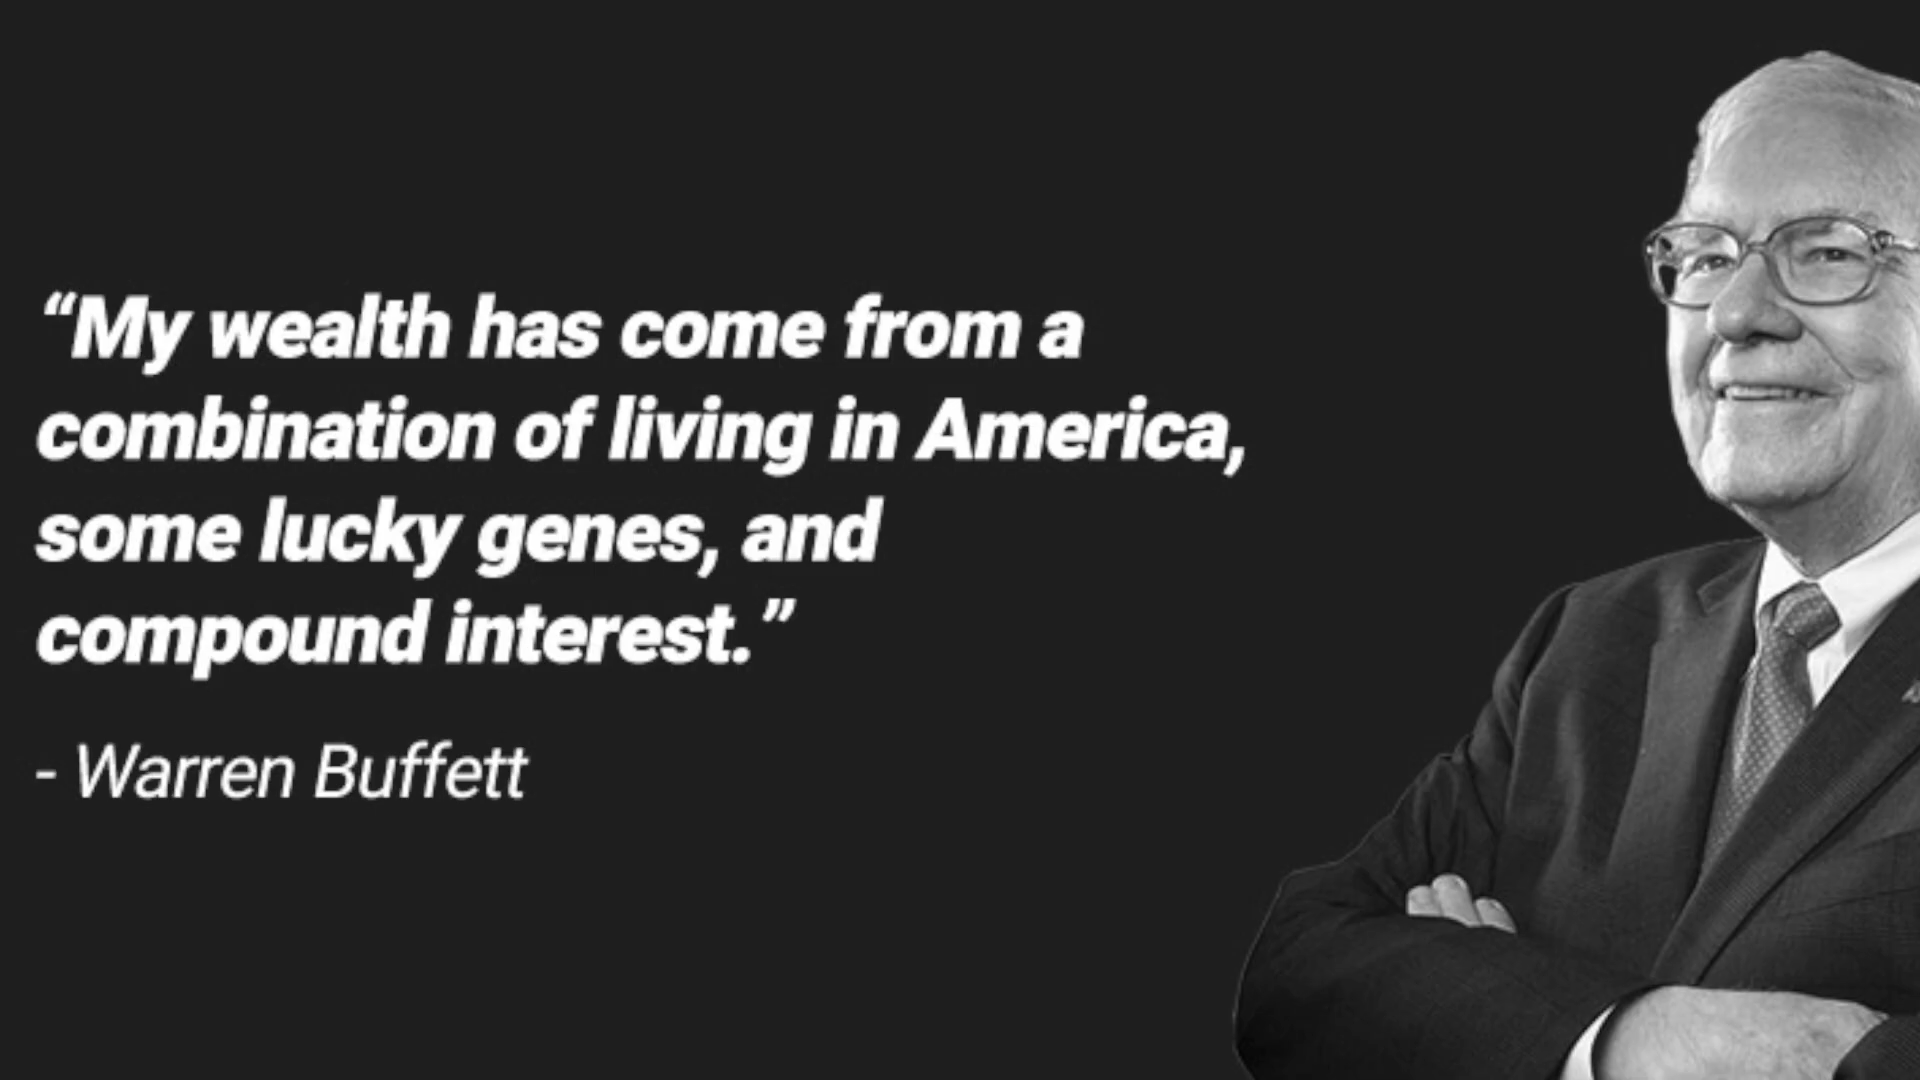 “My wealth has come from a
combination of living in America,
some lucky genes, and
compound interest.”
- Warren Buffett